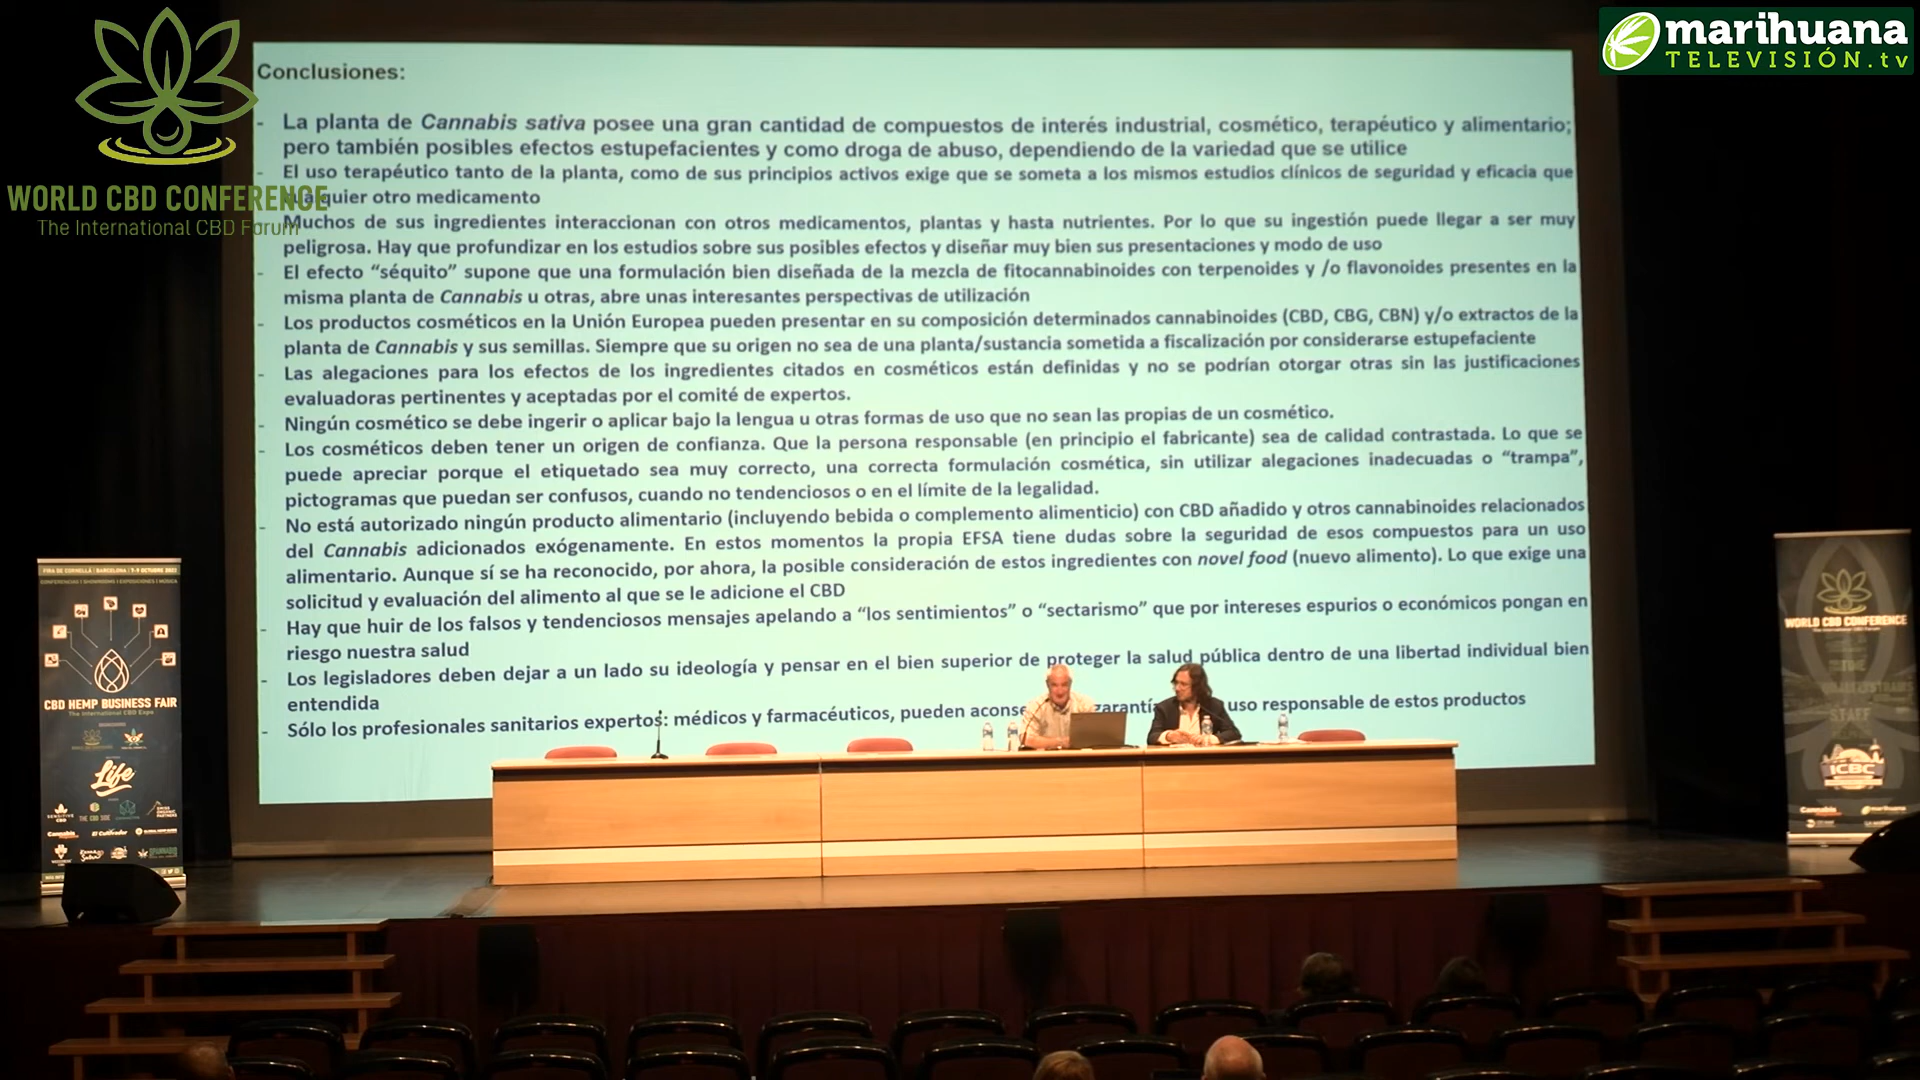 marihuana
TELEVISIÓN.tv
WORLD CBD CONFERENCE
The International CBD Forum
Conclusiones:
- La planta de Cannabis sativa posee una gran cantidad de compuestos de interés industrial, cosmético, terapéutico y alimentario;
pero también posibles efectos estupefacientes y como droga de abuso, dependiendo de la variedad que se utilice
- El uso terapéutico tanto de la planta, como de sus principios activos exige que se someta a los mismos estudios clínicos de seguridad y eficacia que
cualquier otro medicamento
Muchos de sus ingredientes interaccionan con otros medicamentos, plantas y hasta nutrientes. Por lo que su ingestión puede llegar a ser muy
peligrosa. Hay que profundizar en los estudios sobre sus posibles efectos y diseñar muy bien sus presentaciones y modo de uso
- El efecto “séquito” supone que una formulación bien diseñada de la mezcla de fitocannabinoides con terpenoides y /o flavonoides presentes en la
misma planta de Cannabis u otras, abre unas interesantes perspectivas de utilización
- Los productos cosméticos en la Unión Europea pueden presentar en su composición determinados cannabinoides (CBD, CBG, CBN) y/o extractos de la
planta de Cannabis y sus semillas. Siempre que su origen no sea de una planta/sustancia sometida a fiscalización por considerarse estupefaciente
- Las alegaciones para los efectos de los ingredientes citados en cosméticos están definidas y no se podrían otorgar otras sin las justificaciones
evaluadoras pertinentes y aceptadas por el comité de expertos.
- Ningún cosmético se debe ingerir o aplicar bajo la lengua u otras formas de uso que no sean las propias de un cosmético.
- Los cosméticos deben tener un origen de confianza. Que la persona responsable (en principio el fabricante) sea de calidad contrastada. Lo que se
puede apreciar porque el etiquetado sea muy correcto, una correcta formulación cosmética, sin utilizar alegaciones inadecuadas o “trampa”,
pictogramas que puedan ser confusos, cuando no tendenciosos o en el límite de la legalidad.
- No está autorizado ningún producto alimentario (incluyendo bebida o complemento alimenticio) con CBD añadido y otros cannabinoides relacionados
del Cannabis adicionados exógenamente. En estos momentos la propia EFSA tiene dudas sobre la seguridad de esos compuestos para un uso
alimentario. Aunque sí se ha reconocido, por ahora, la posible consideración de estos ingredientes con novel food (nuevo alimento). Lo que exige una
solicitud y evaluación del alimento al que se le adicione el CBD
- Hay que huir de los falsos y tendenciosos mensajes apelando a “los sentimientos” o “sectarismo” que por intereses espurios o económicos pongan en
riesgo nuestra salud
- Los legisladores deben dejar a un lado su ideología y pensar en el bien superior de proteger la salud pública dentro de una libertad individual bien
entendida
- Sólo los profesionales sanitarios expertos: médicos y farmacéuticos, pueden uso responsable de estos productos
CBD HEMP BUSINESS FAIR
The International CBD Expo
Life
SENSITIVE
CBD
THE CBD SIDE
Cannabis
El Cultivador
WORLD CBD CONFERENCE
The International CBD Forum
STAFF
ICBC
Cannabis
marihuana